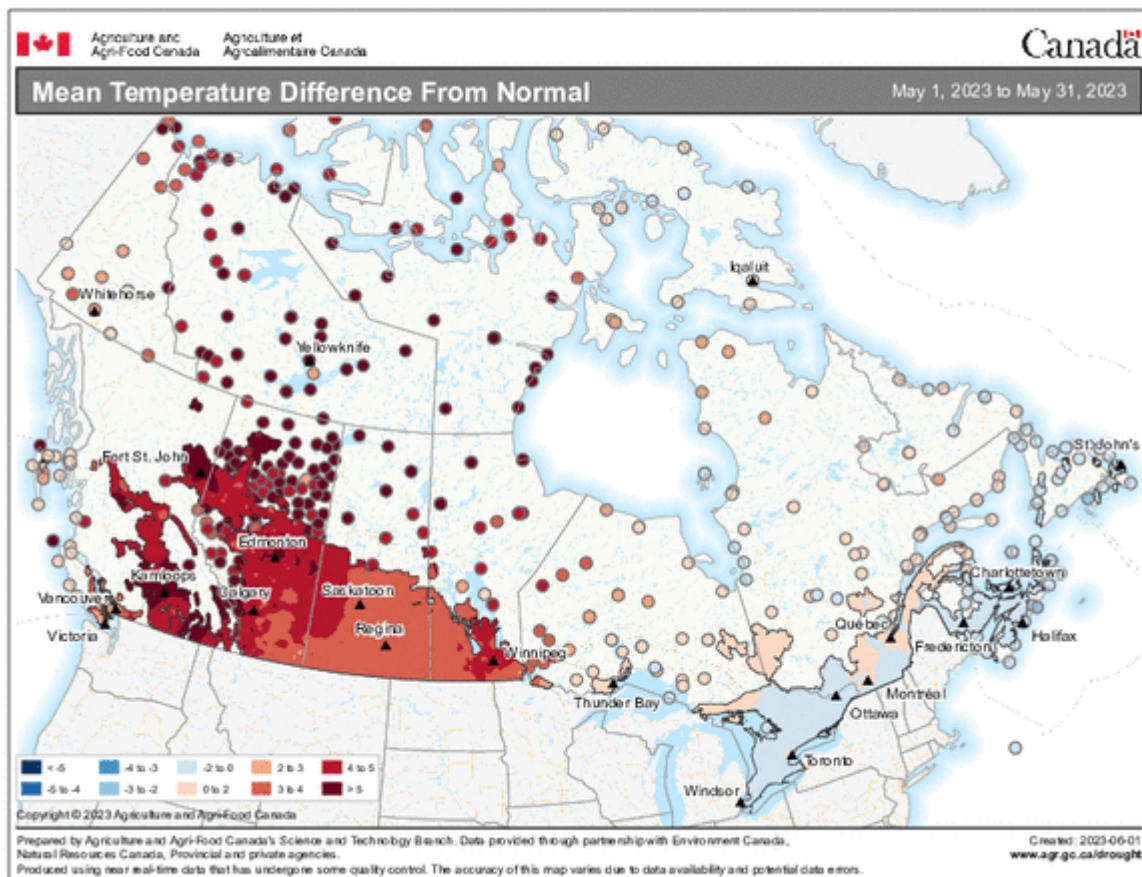 Agriculture and Agriculture et
Agri-Food Canada Agroalimentaire Canada
Canada
Mean Temperature Difference From Normal May 1, 2023 to May 31, 2023
Iqaluit
Whitehorse
Yellowknife
St. John's
Fort St. John
Edmonton
Charlottetown
Kamloops
Vancouver Calgary Saskatoon
Québec
Victoria Regina Halifax
Fredericton
Winnipeg
Montréal
Thunder Bay
Ottawa
Toronto
Windsor
< -5 -4 to -3 -2 to 0 2 to 3 4 to 5
-5 to -4 -3 to -2 0 to 2 3 to 4 > 5
Copyright © 2023 Agriculture and Agri-Food Canada
Prepared by Agriculture and Agri-Food Canada's Science and Technology Branch. Data provided through partnership with Environment Canada, Created: 2023-06-01
Natural Resources Canada, Provincial and private agencies. www.agr.gc.ca/drought
Produced using near real-time data that has undergone some quality control. The accuracy of this map varies due to data availability and potential data errors.